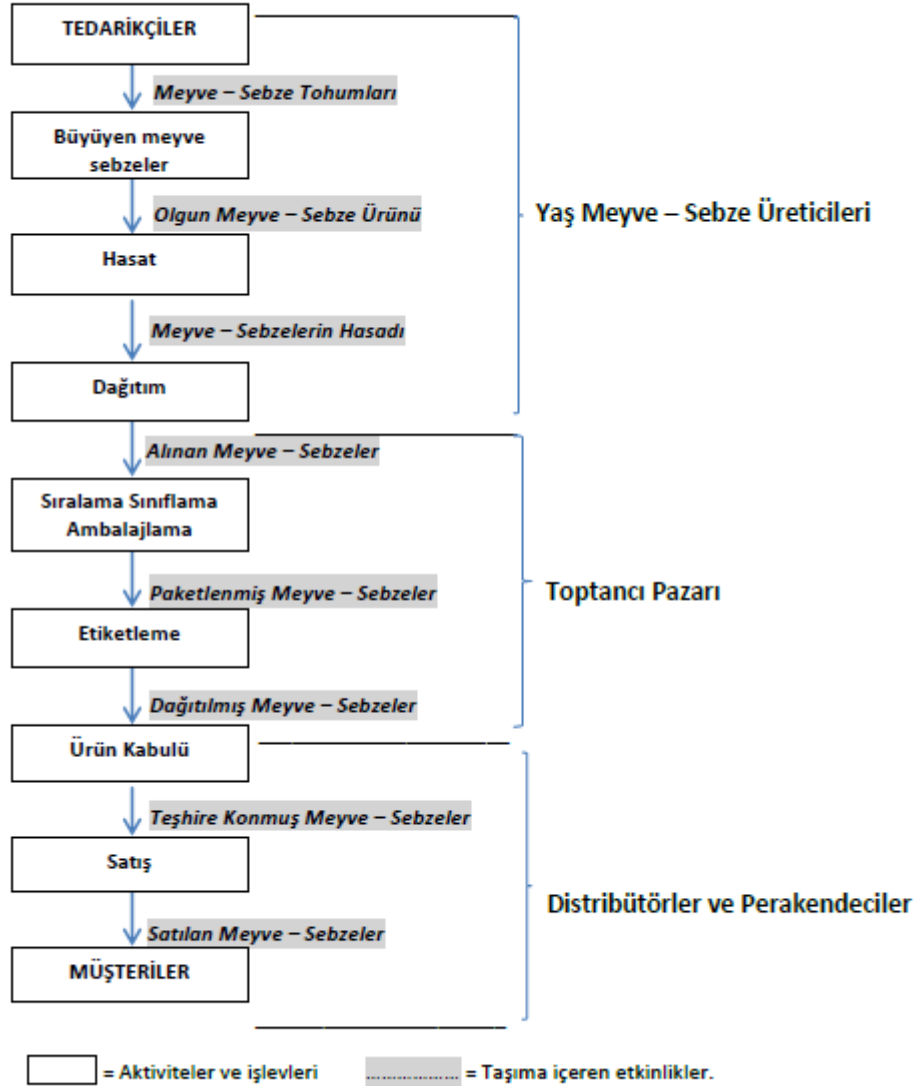 TEDARİKÇİLER
Meyve – Sebze Tohumları
Büyüyen meyve
sebzeler
Olgun Meyve – Sebze Ürünü
Yaş Meyve – Sebze Üreticileri
Hasat
Meyve – Sebzelerin Hasadı
Dağıtım
Alınan Meyve – Sebzeler
Sıralama Sınıflama
Ambalajlama
Paketlenmiş Meyve – Sebzeler
Toptancı Pazarı
Etiketleme
Dağıtılmış Meyve – Sebzeler
Ürün Kabulü
Teşhire Konmuş Meyve – Sebzeler
Satış
Distribütörler ve Perakendeciler
Satılan Meyve – Sebzeler
MÜŞTERİLER
= Aktiviteler ve işlevleri
.................... = Taşıma içeren etkinlikler.